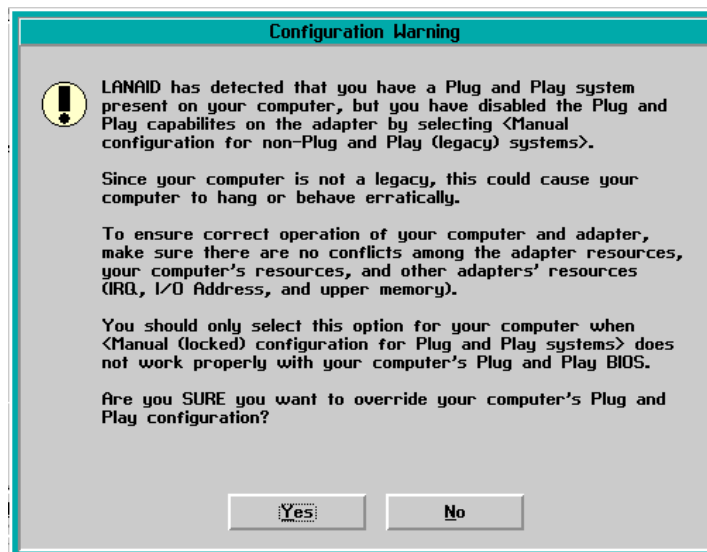 Configuration Warning
LANAID has detected that you have a Plug and Play system
present on your computer, but you have disabled the Plug and
Play capabilites on the adapter by selecting <Manual
configuration for non-Plug and Play (legacy) systems>.
Since your computer is not a legacy, this could cause your
computer to hang or behave erratically.
To ensure correct operation of your computer and adapter,
make sure there are no conflicts among the adapter resources,
your computer's resources, and other adapters' resources
(IRQ, I/O Address, and upper memory).
You should only select this option for your computer when
<Manual (locked) configuration for Plug and Play systems> does
not work properly with your computer's Plug and Play BIOS.
Are you SURE you want to override your computer's Plug and
Play configuration?
Yes No